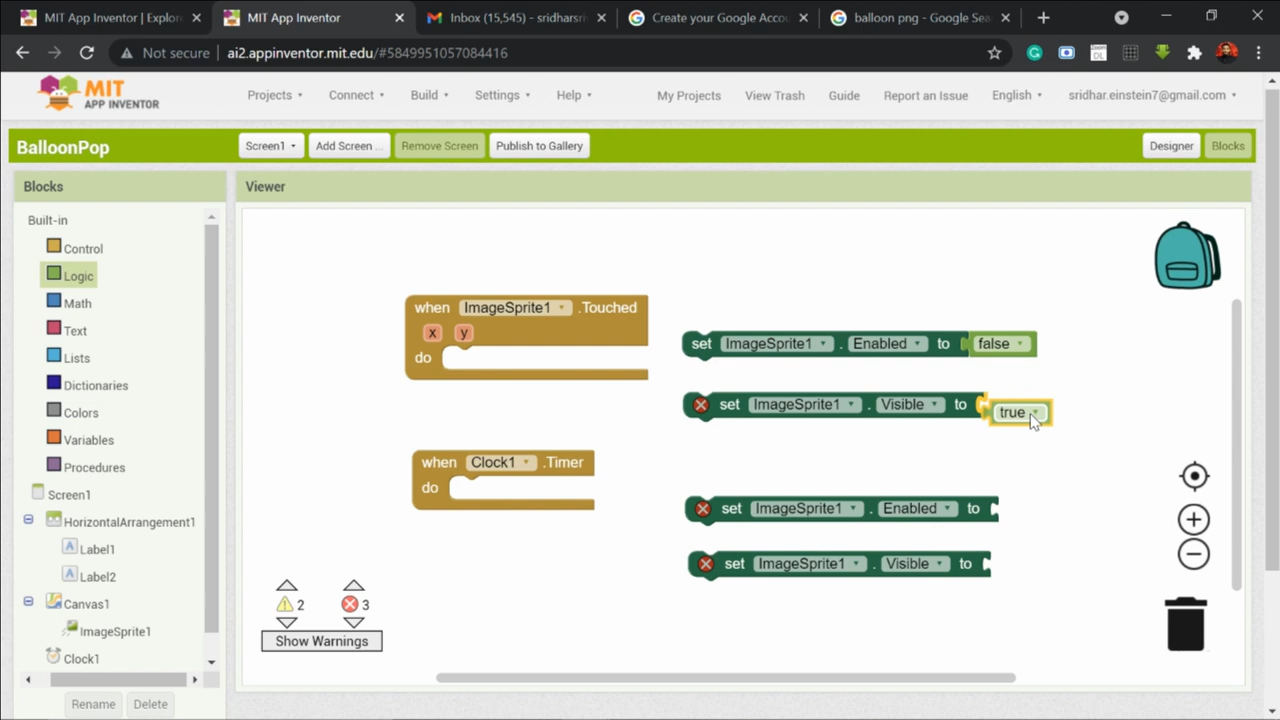 MIT App Inventor | Explor
MIT App Inventor
Inbox (15,545) - sridharsri
Create your Google Accou
balloon png - Google Sea
Not secure | ai2.appinventor.mit.edu/#5849951057084416
MIT
APP INVENTOR
Projects
Connect
Build
Settings
Help
My Projects
View Trash
Guide
Report an Issue
English
sridhar.einstein7@gmail.com
BalloonPop
Screen1
Add Screen ...
Remove Screen
Publish to Gallery
Designer
Blocks
Blocks
Viewer
Built-in
Control
Logic
Math
Text
Lists
Dictionaries
Colors
Variables
Procedures
Screen1
HorizontalArrangement1
Label1
Label2
Canvas1
ImageSprite1
Clock1
Rename
Delete
when ImageSprite1 .Touched
x y
do
set ImageSprite1 . Enabled to false
set ImageSprite1 . Visible to true
when Clock1 .Timer
do
set ImageSprite1 . Enabled to
set ImageSprite1 . Visible to
2
3
Show Warnings